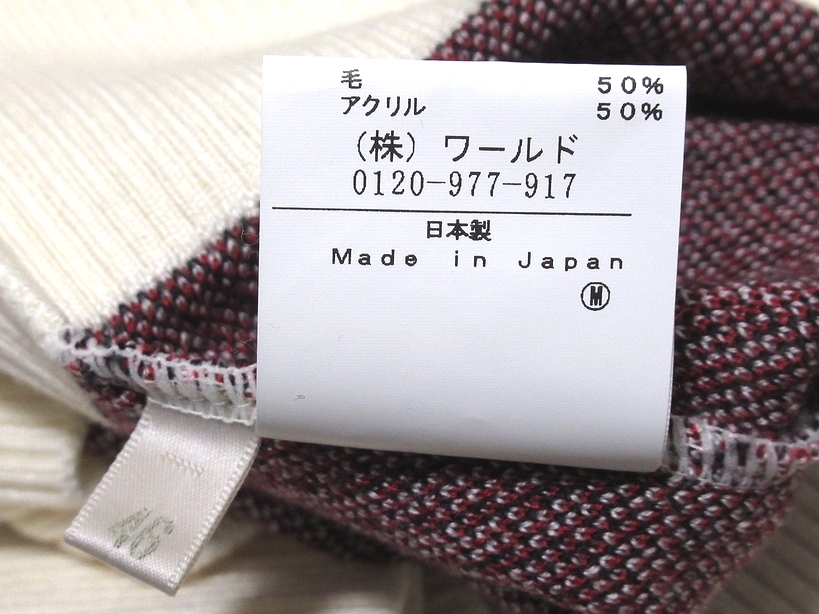 毛 50%
アクリル 50%
(株) ワールド
0120-977-917
日本製
Made in Japan
Ⓜ
46